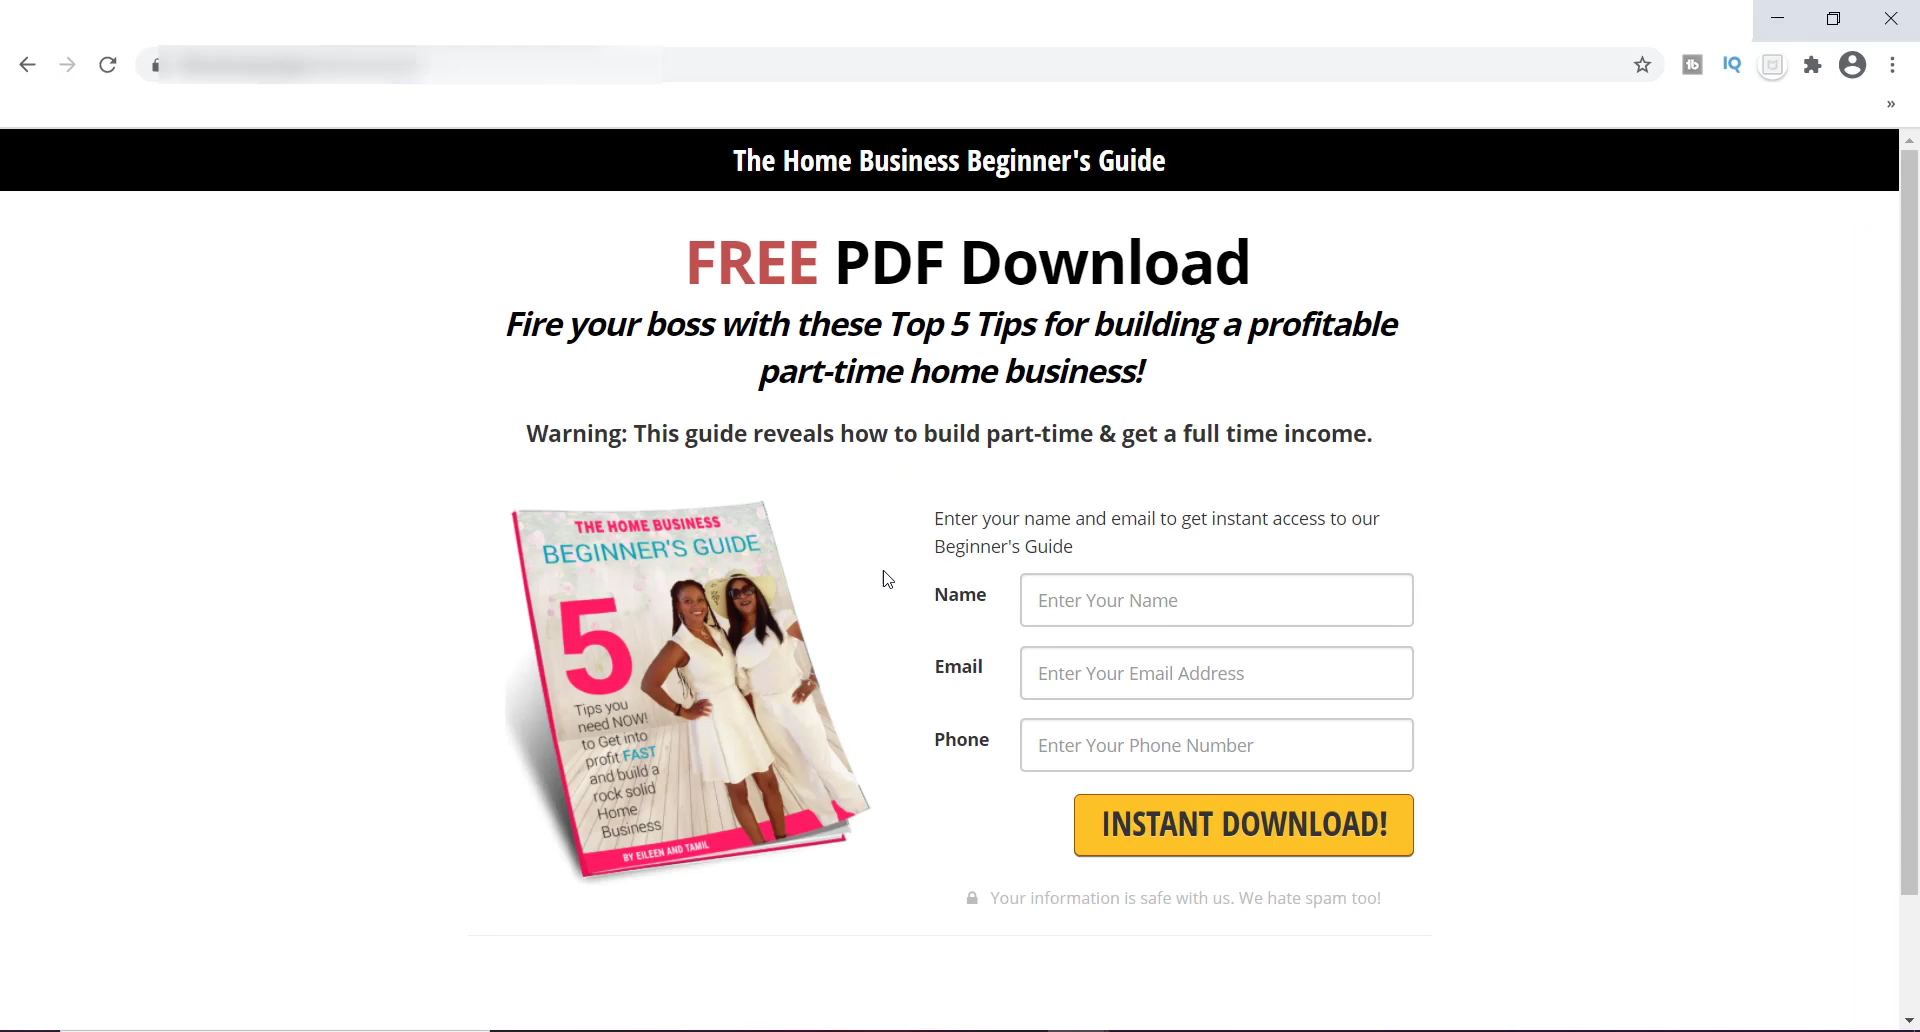 The Home Business Beginner's Guide
FREE PDF Download
Fire your boss with these Top 5 Tips for building a profitable
part-time home business!
Warning: This guide reveals how to build part-time & get a full time income.
THE HOME BUSINESS
BEGINNER'S GUIDE
5
Tips you
need NOW!
to Get into
profit FAST
and build a
rock solid
Home
Business
BY EILEEN AND TAMIL
Enter your name and email to get instant access to our
Beginner's Guide
Name
Enter Your Name
Email
Enter Your Email Address
Phone
Enter Your Phone Number
INSTANT DOWNLOAD!
Your information is safe with us. We hate spam too!
tb
IQ